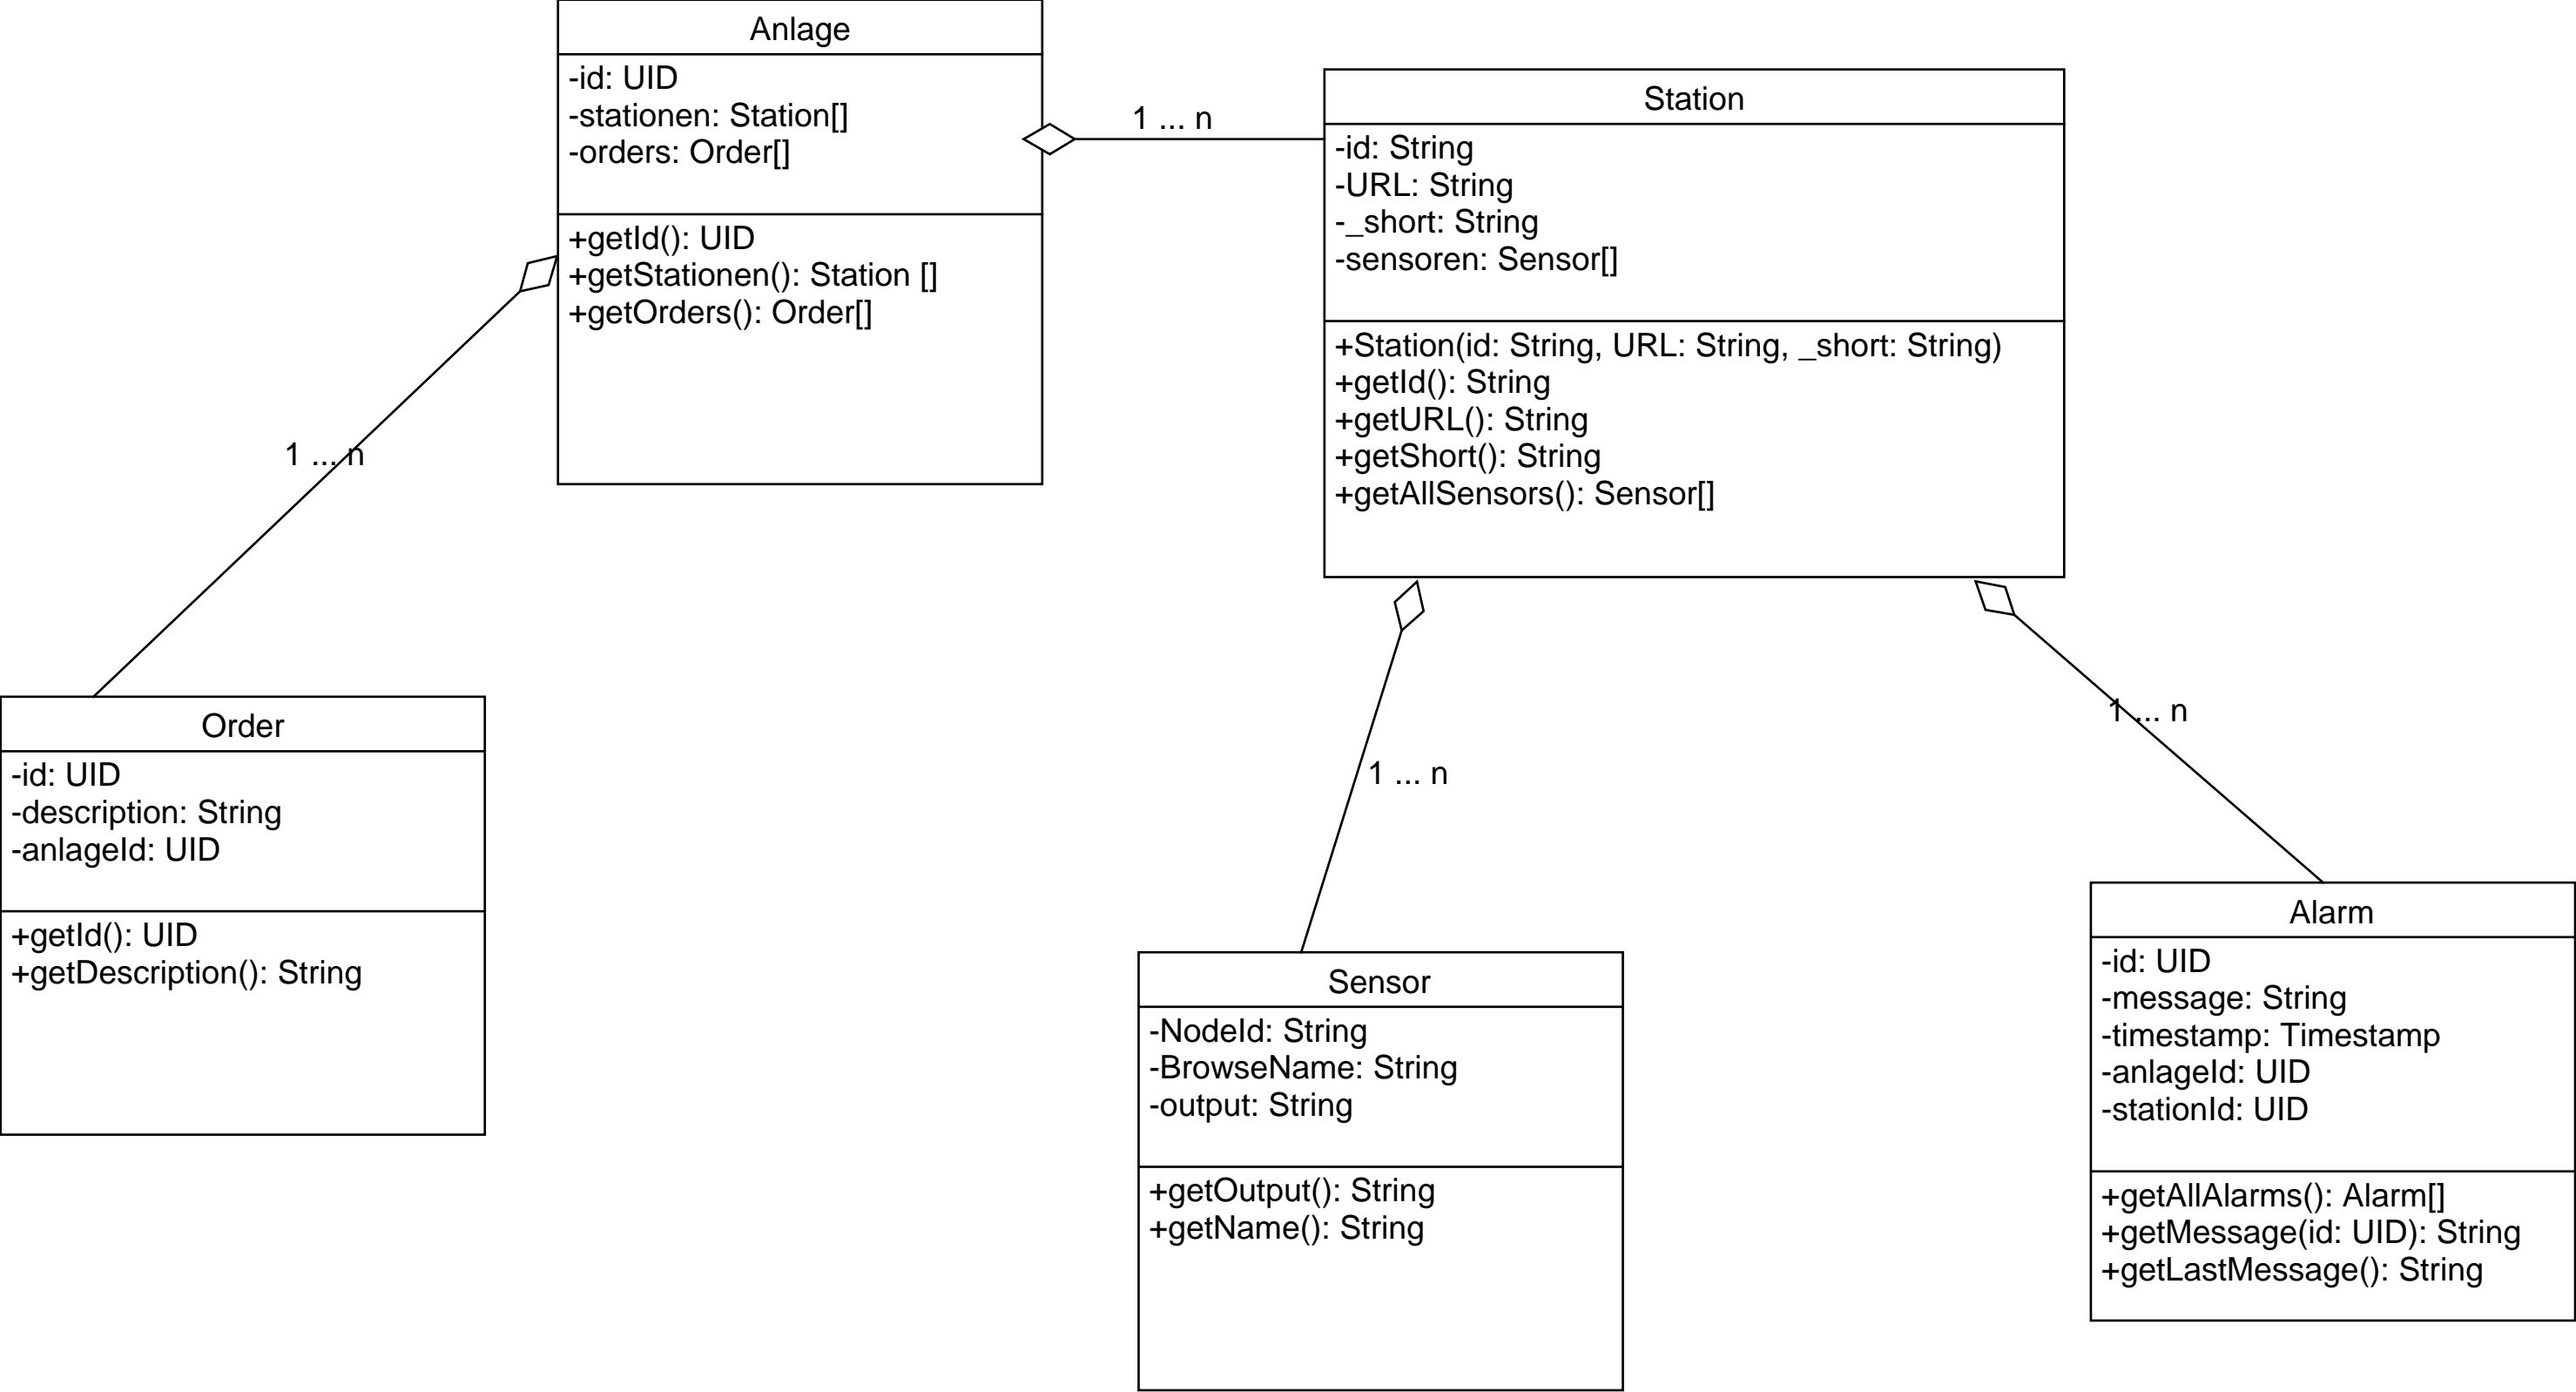 Anlage
-id: UID
-stationen: Station[]
-orders: Order[]
+getId(): UID
+getStationen(): Station []
+getOrders(): Order[]
1 ... n
Station
-id: String
-URL: String
-_short: String
-sensoren: Sensor[]
+Station(id: String, URL: String, _short: String)
+getId(): String
+getURL(): String
+getShort(): String
+getAllSensors(): Sensor[]
1 ... n
Order
-id: UID
-description: String
-anlageId: UID
+getId(): UID
+getDescription(): String
1 ... n
Sensor
-NodeId: String
-BrowseName: String
-output: String
+getOutput(): String
+getName(): String
1 ... n
Alarm
-id: UID
-message: String
-timestamp: Timestamp
-anlageId: UID
-stationId: UID
+getAllAlarms(): Alarm[]
+getMessage(id: UID): String
+getLastMessage(): String